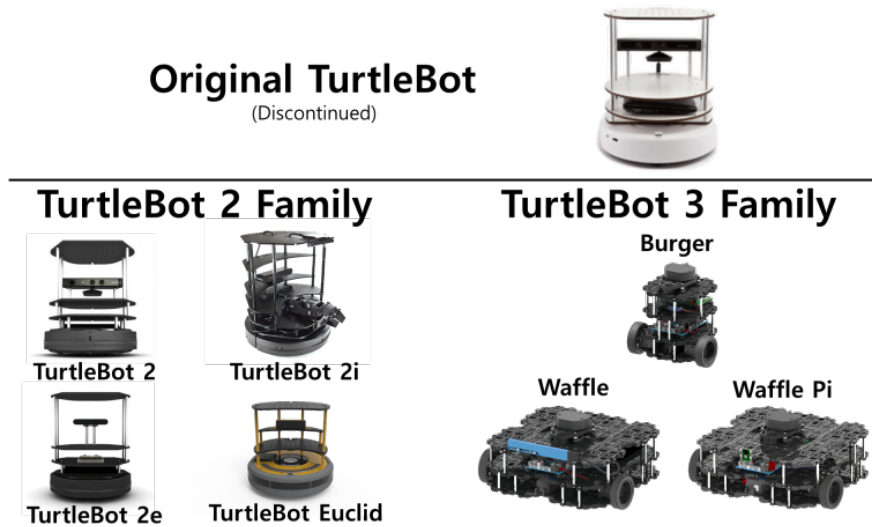 Original TurtleBot
(Discontinued)
TurtleBot 2 Family
TurtleBot 2
TurtleBot 2i
TurtleBot 2e
TurtleBot Euclid
TurtleBot 3 Family
Burger
Waffle
Waffle Pi